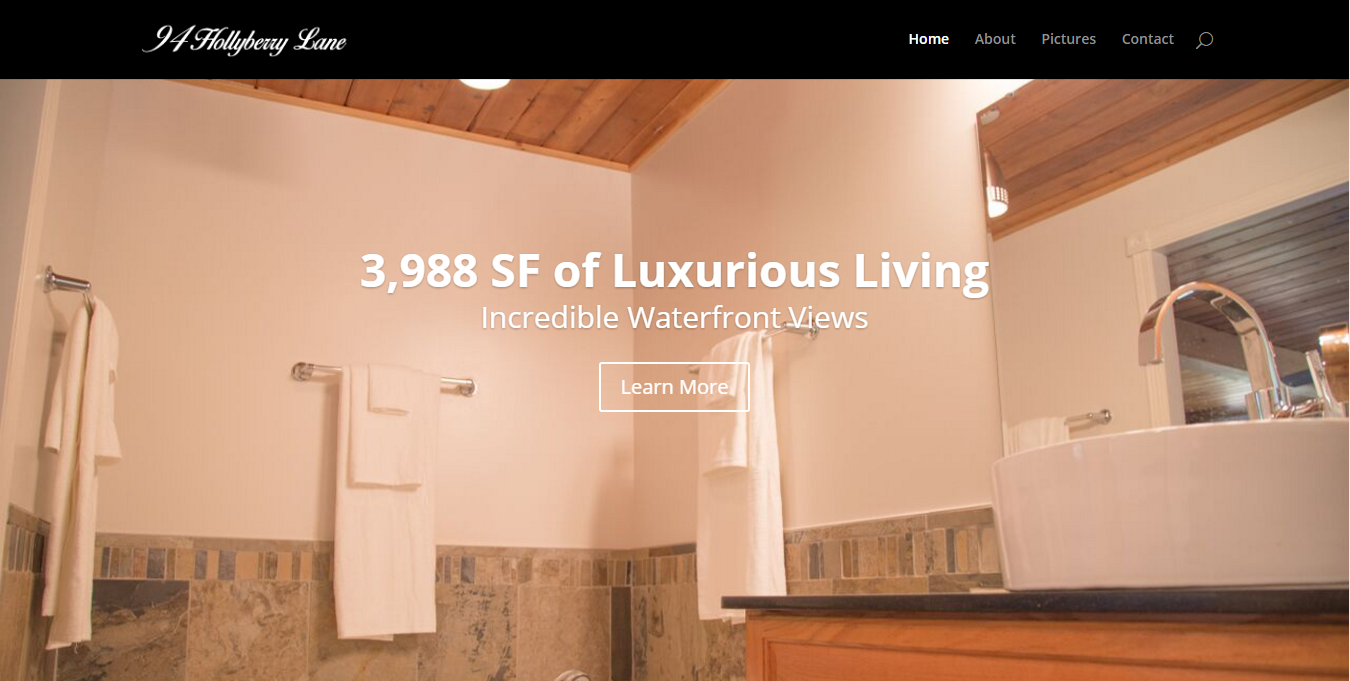 94 Hollyberry Lane
Home About Pictures Contact
3,988 SF of Luxurious Living
Incredible Waterfront Views
Learn More